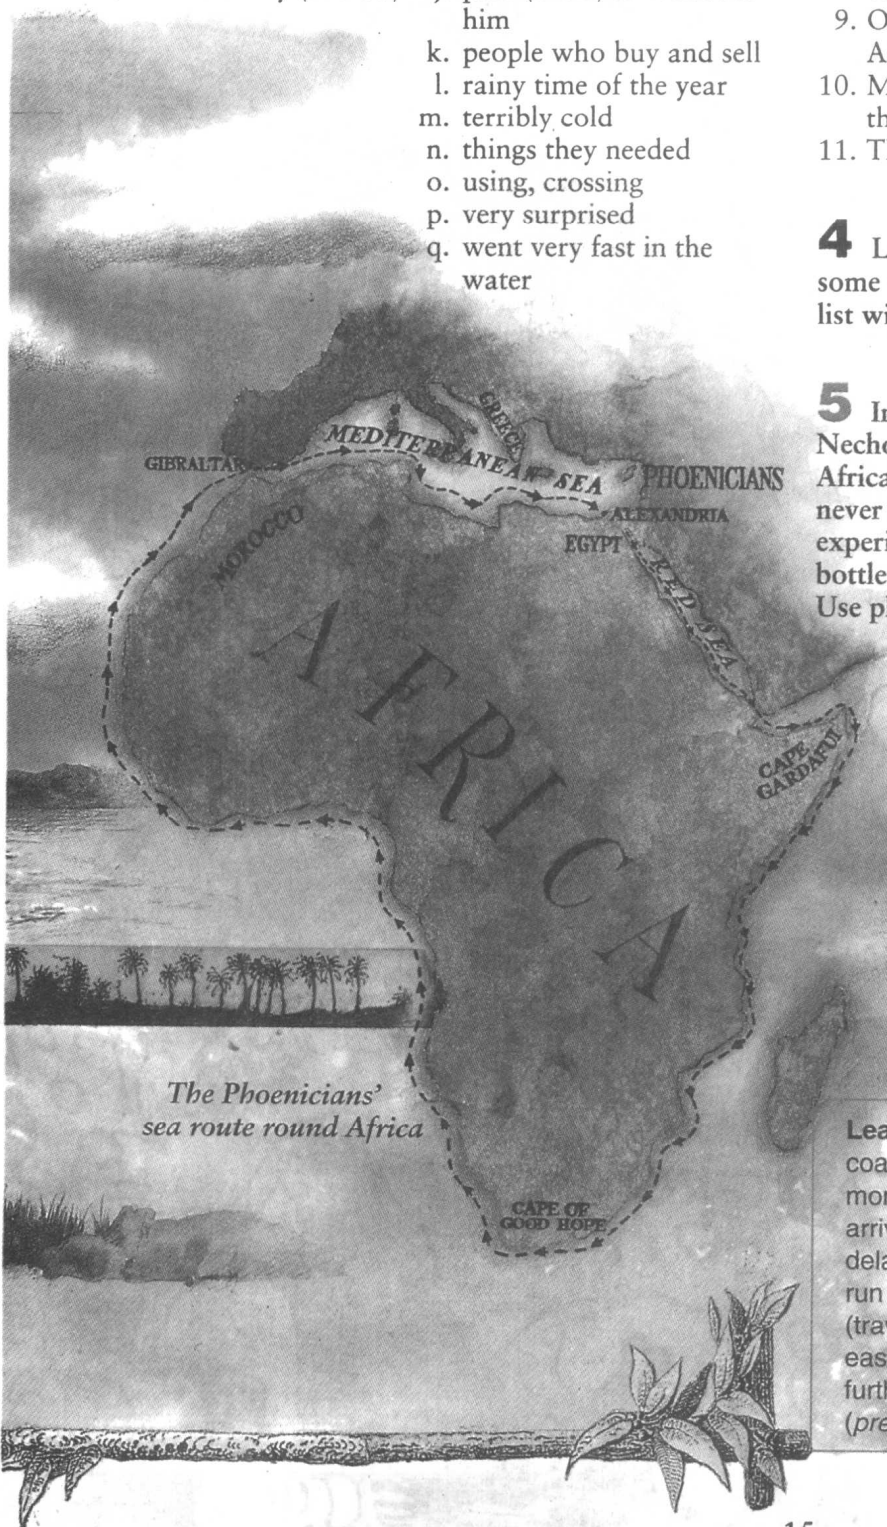 him
k. people who buy and sell
l. rainy time of the year
m. terribly cold
n. things they needed
o. using, crossing
p. very surprised
q. went very fast in the
water
9. O
A
10. M
th
11. Th
4 L
some
list wi
5 In
Necho
Africa
never
experi
bottle
Use p
GREECE
MEDITERRANEAN SEA
GIBRALTAR
PHOENICIANS
ALEXANDRIA
MOROCCO
EGYPT
RED SEA
AFRICA
CAPE
GARDAFUI
The Phoenicians'
sea route round Africa
CAPE OF
GOOD HOPE
Lea
coa
mor
arriv
dela
run
(trav
eas
furth
(pre